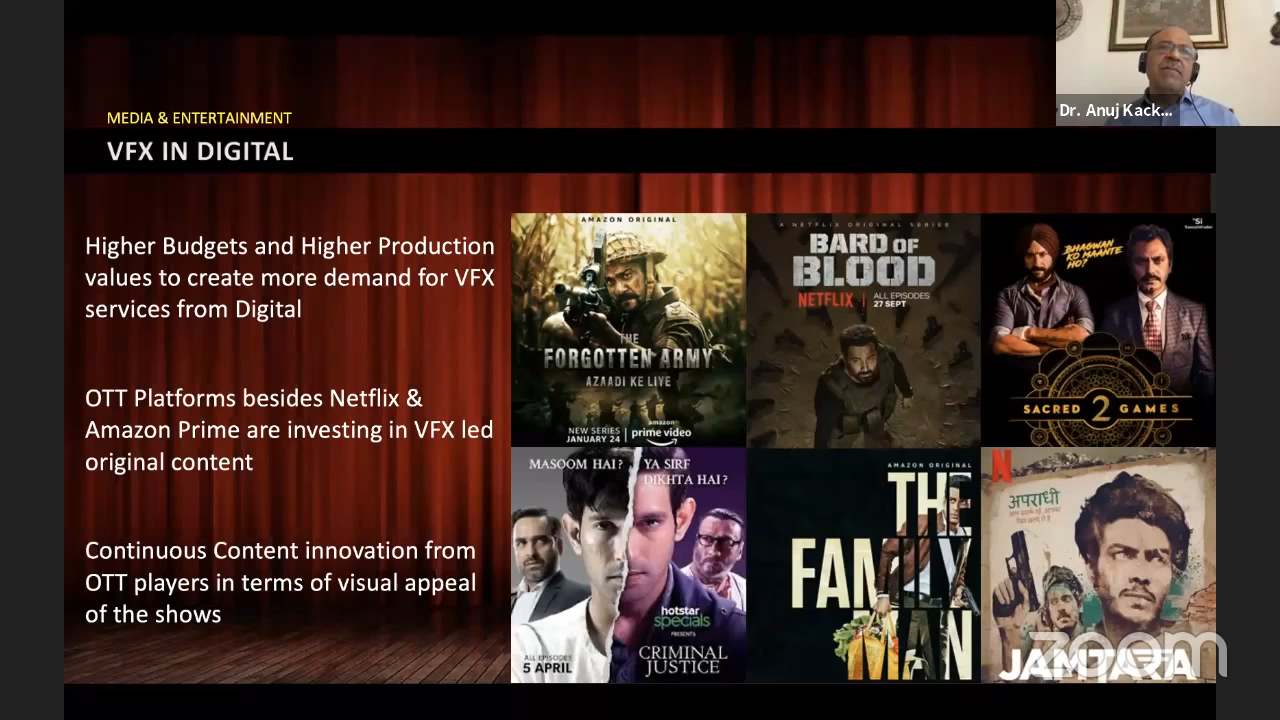 Dr. Anuj Kack...
MEDIA & ENTERTAINMENT
VFX IN DIGITAL
Higher Budgets and Higher Production
values to create more demand for VFX
services from Digital
OTT Platforms besides Netflix &
Amazon Prime are investing in VFX led
original content
Continuous Content innovation from
OTT players in terms of visual appeal
of the shows
AMAZON ORIGINAL
THE
FORGOTTEN ARMY
AZAADI KE LIYE
NEW SERIES
JANUARY 24
amazon
prime video
A NETFLIX ORIGINAL SERIES
BARD OF
BLOOD
NETFLIX
ALL EPISODES
27 SEPT
BHAGWAN
KO MAANTE
HO?
SACRED 2 GAMES
MASOOM HAI?
YA SIRF
DIKHTA HAI?
hotstar
specials
PRESENTS
CRIMINAL
JUSTICE
ALL EPISODES
5 APRIL
AMAZON ORIGINAL
THE
FAMILY
MAN
N
अपराधी
JAMTARA
zoom